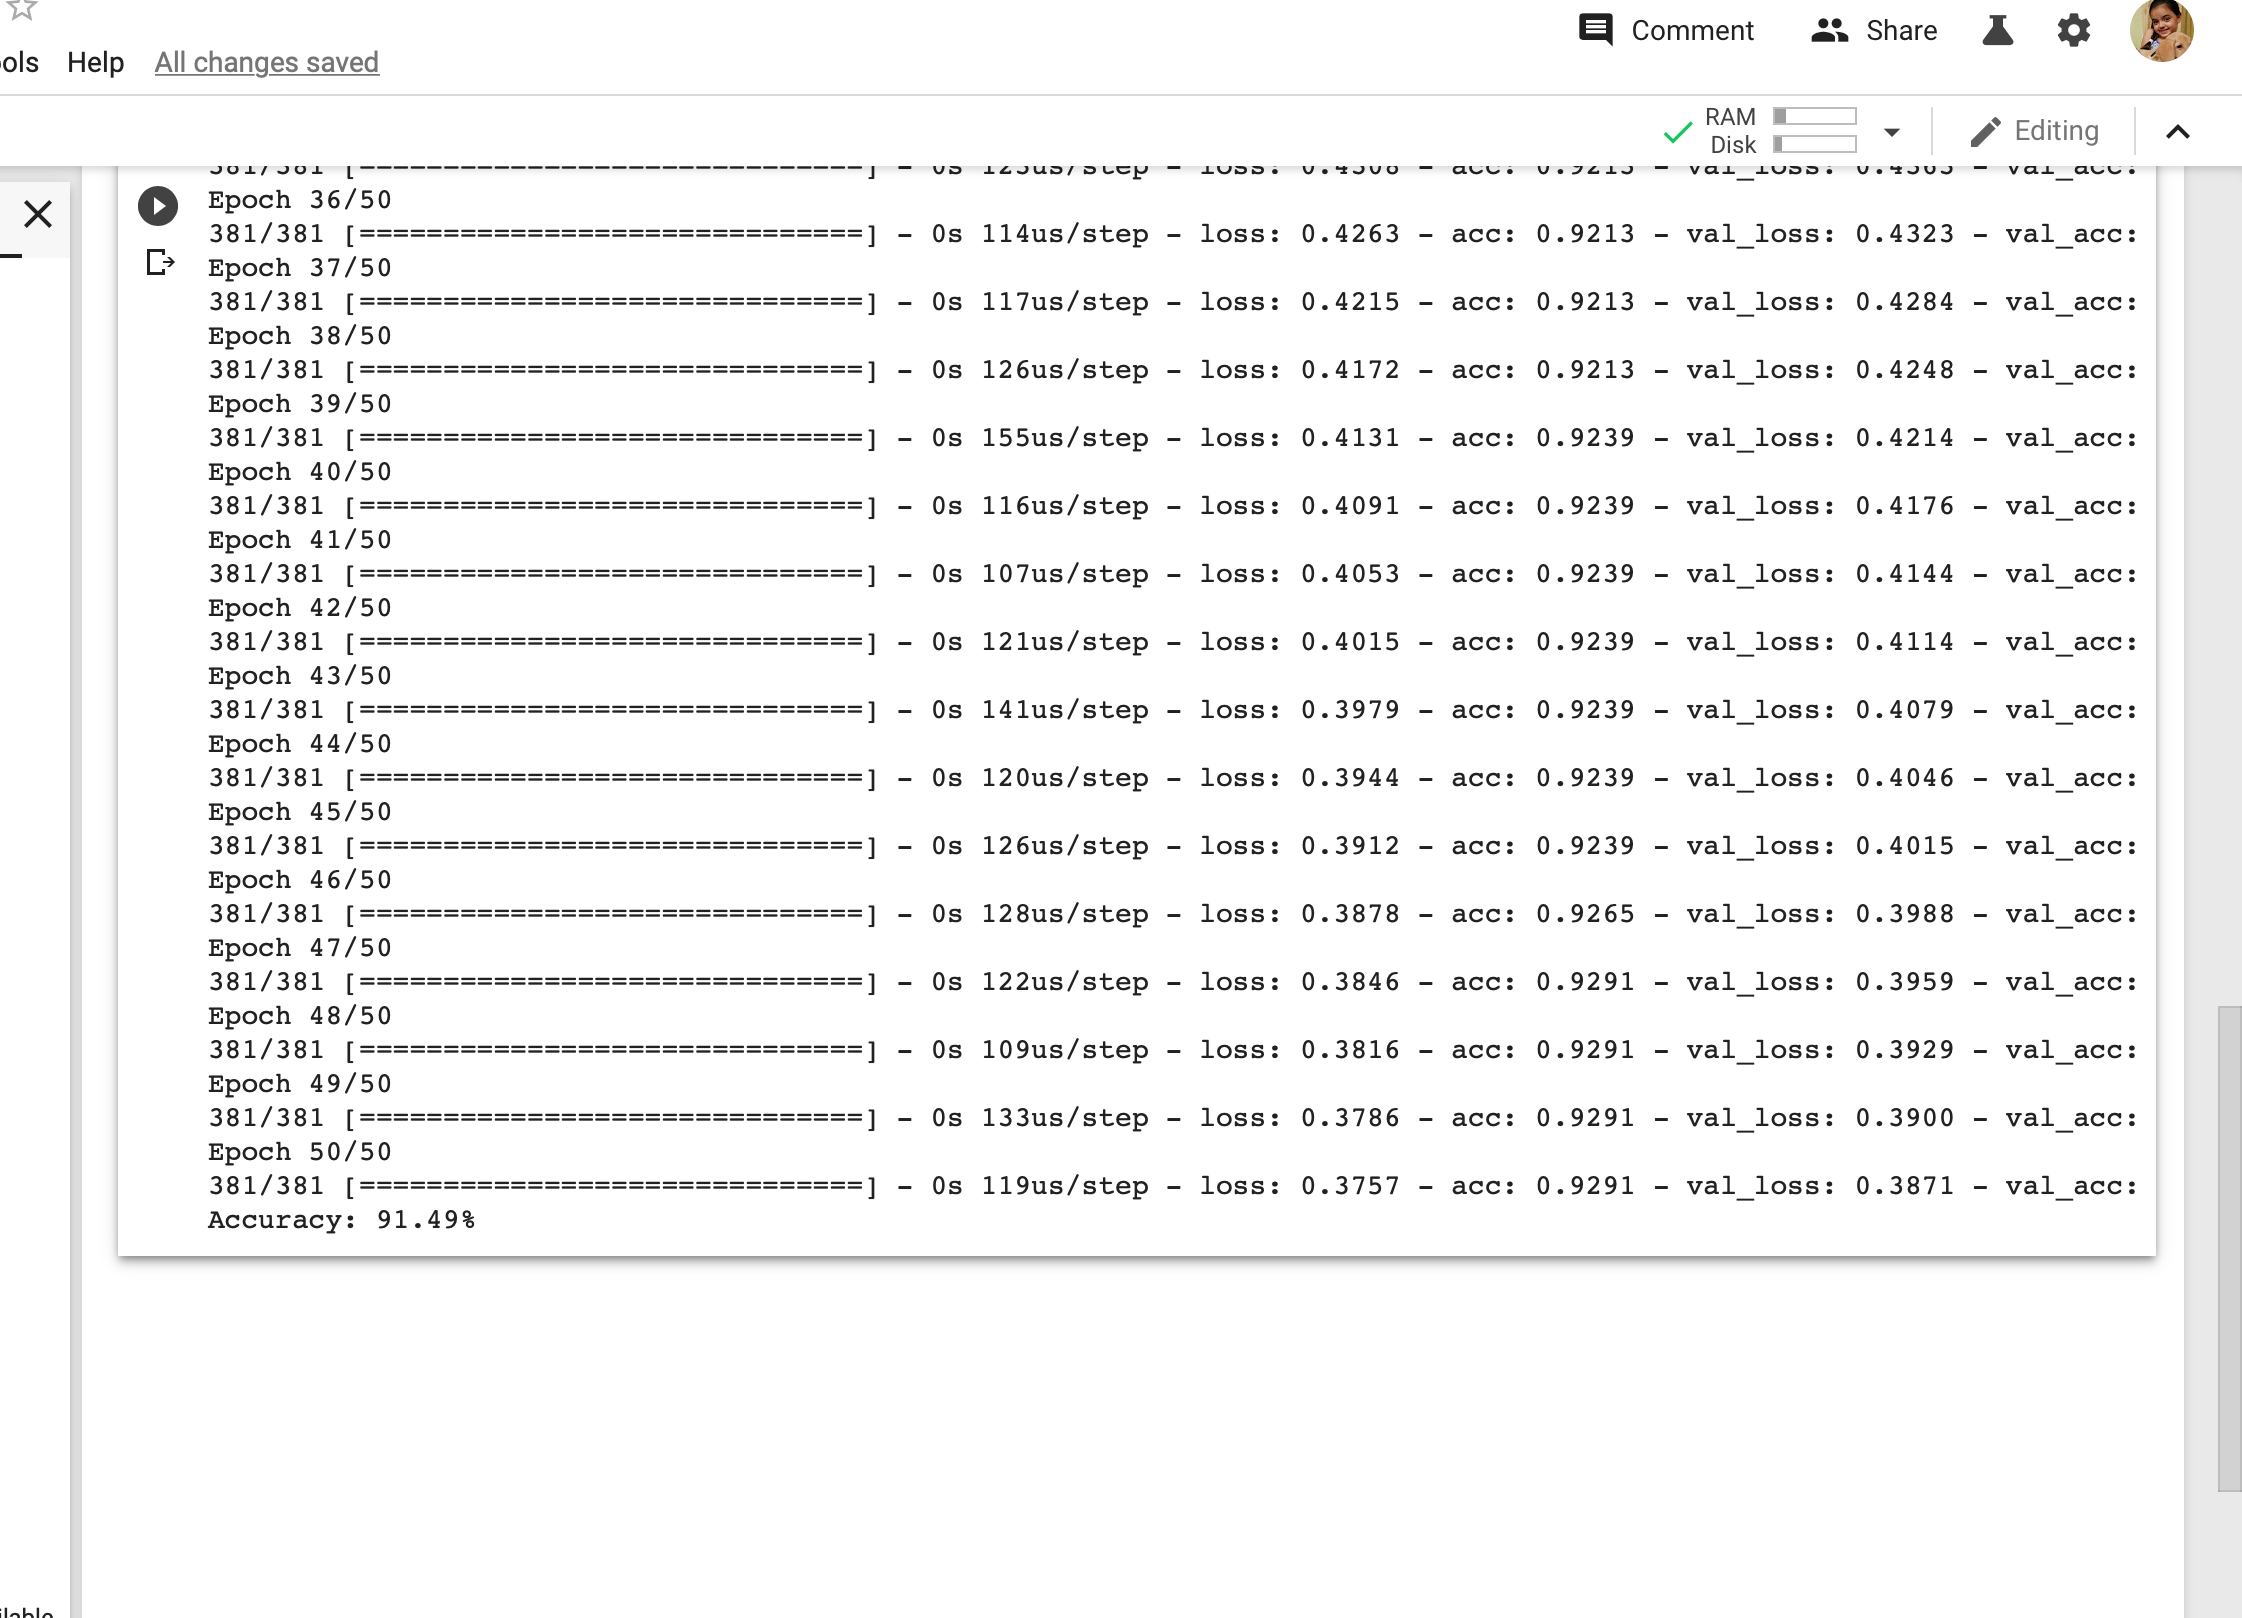 Comment Share
ols Help All changes saved
RAM
Disk
Editing
381/381 [==============================] - 0s 125us/step - loss: 0.4308 - acc: 0.9213 - val_loss: 0.4363 - val_acc:
Epoch 36/50
381/381 [==============================] - 0s 114us/step - loss: 0.4263 - acc: 0.9213 - val_loss: 0.4323 - val_acc:
Epoch 37/50
381/381 [==============================] - 0s 117us/step - loss: 0.4215 - acc: 0.9213 - val_loss: 0.4284 - val_acc:
Epoch 38/50
381/381 [==============================] - 0s 126us/step - loss: 0.4172 - acc: 0.9213 - val_loss: 0.4248 - val_acc:
Epoch 39/50
381/381 [==============================] - 0s 155us/step - loss: 0.4131 - acc: 0.9239 - val_loss: 0.4214 - val_acc:
Epoch 40/50
381/381 [==============================] - 0s 116us/step - loss: 0.4091 - acc: 0.9239 - val_loss: 0.4176 - val_acc:
Epoch 41/50
381/381 [==============================] - 0s 107us/step - loss: 0.4053 - acc: 0.9239 - val_loss: 0.4144 - val_acc:
Epoch 42/50
381/381 [==============================] - 0s 121us/step - loss: 0.4015 - acc: 0.9239 - val_loss: 0.4114 - val_acc:
Epoch 43/50
381/381 [==============================] - 0s 141us/step - loss: 0.3979 - acc: 0.9239 - val_loss: 0.4079 - val_acc:
Epoch 44/50
381/381 [==============================] - 0s 120us/step - loss: 0.3944 - acc: 0.9239 - val_loss: 0.4046 - val_acc:
Epoch 45/50
381/381 [==============================] - 0s 126us/step - loss: 0.3912 - acc: 0.9239 - val_loss: 0.4015 - val_acc:
Epoch 46/50
381/381 [==============================] - 0s 128us/step - loss: 0.3878 - acc: 0.9265 - val_loss: 0.3988 - val_acc:
Epoch 47/50
381/381 [==============================] - 0s 122us/step - loss: 0.3846 - acc: 0.9291 - val_loss: 0.3959 - val_acc:
Epoch 48/50
381/381 [==============================] - 0s 109us/step - loss: 0.3816 - acc: 0.9291 - val_loss: 0.3929 - val_acc:
Epoch 49/50
381/381 [==============================] - 0s 133us/step - loss: 0.3786 - acc: 0.9291 - val_loss: 0.3900 - val_acc:
Epoch 50/50
381/381 [==============================] - 0s 119us/step - loss: 0.3757 - acc: 0.9291 - val_loss: 0.3871 - val_acc:
Accuracy: 91.49%